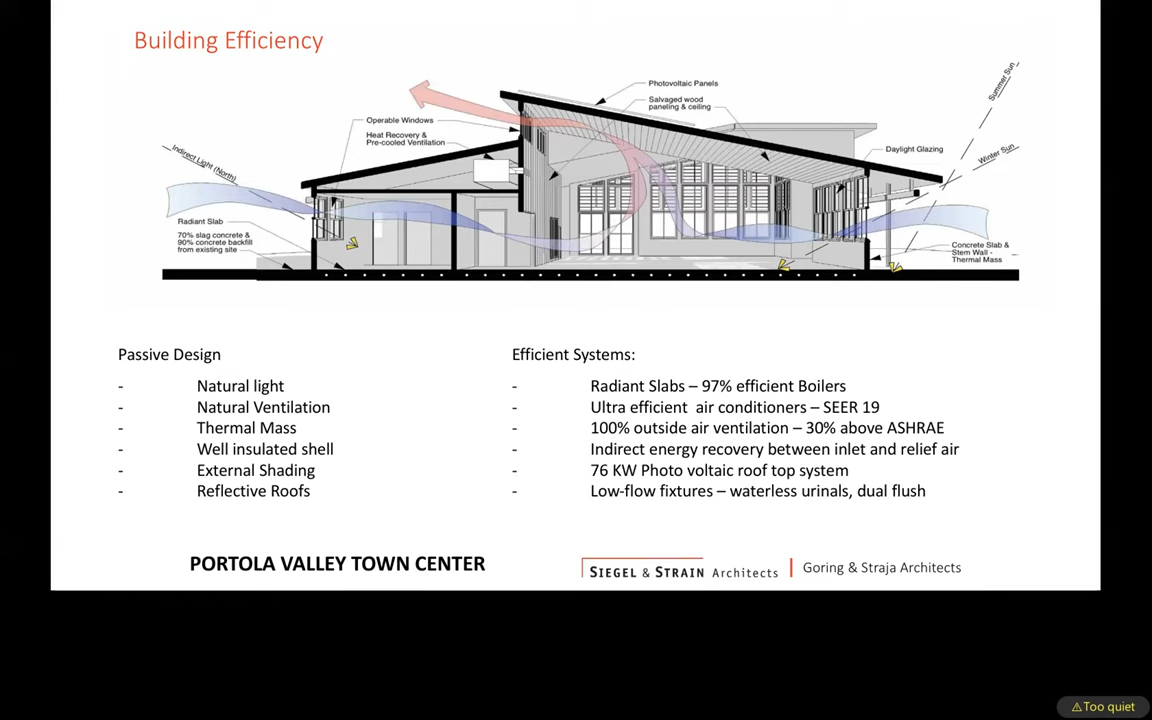 Building Efficiency
Photovoltaic Panels
Salvaged wood
paneling & ceiling
Operable Windows
Heat Recovery &
Pre-cooled Ventilation
Indirect Light (North)
Summer Sun
Winter Sun
Daylight Glazing
Radiant Slab
70% slag concrete &
90% concrete backfill
from existing site
Concrete Slab &
Stem Wall -
Thermal Mass
Passive Design
- Natural light
- Natural Ventilation
- Thermal Mass
- Well insulated shell
- External Shading
- Reflective Roofs
Efficient Systems:
- Radiant Slabs – 97% efficient Boilers
- Ultra efficient air conditioners – SEER 19
- 100% outside air ventilation – 30% above ASHRAE
- Indirect energy recovery between inlet and relief air
- 76 KW Photo voltaic roof top system
- Low-flow fixtures – waterless urinals, dual flush
PORTOLA VALLEY TOWN CENTER
SIEGEL & STRAIN Architects
Goring & Straja Architects
⚠Too quiet